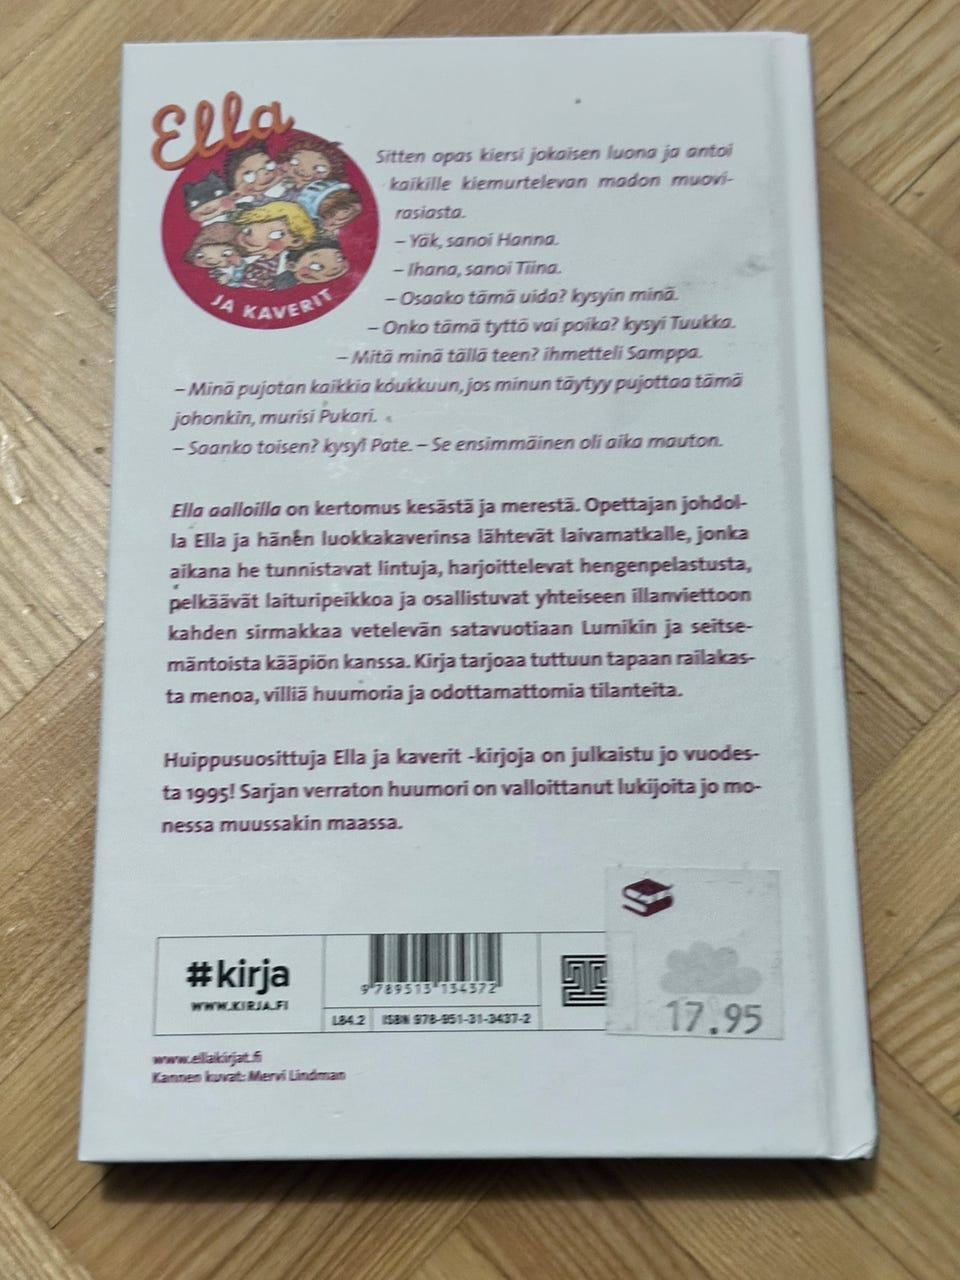 Ella
JA KAVERIT
Sitten opas kiersi jokaisen luona ja antoi
kaikille kiemurtelevan madon muovi-
rasiasta.
– Yäk, sanoi Hanna.
– Ihana, sanoi Tiina.
– Osaako tämä uida? kysyin minä.
– Onko tämä tyttö vai poika? kysyi Tuukka.
– Mitä minä tällä teen? ihmetteli Samppa.
– Minä pujotan kaikkia koukkuun, jos minun täytyy pujottaa tämä
johonkin, murisi Pukari.
– Saanko toisen? kysyi Pate. – Se ensimmäinen oli aika mauton.
Ella aalloilla on kertomus kesästä ja merestä. Opettajan johdol-
la Ella ja hänen luokkakaverinsa lähtevät laivamatkalle, jonka
aikana he tunnistavat lintuja, harjoittelevat hengenpelastusta,
pelkäävät laituripeikkoa ja osallistuvat yhteiseen illanviettoon
kahden sirmakkaa vetelevän satavuotiaan Lumikin ja seitse-
mäntoista kääpiön kanssa. Kirja tarjoaa tuttuun tapaan railakas-
ta menoa, villiä huumoria ja odottamattomia tilanteita.
Huippusuosittuja Ella ja kaverit -kirjoja on julkaistu jo vuodes-
ta 1995! Sarjan verraton huumori on valloittanut lukijoita jo mo-
nessa muussakin maassa.
#kirja
WWW.KIRJA.FI
9 789513 134372
L84.2 ISBN 978-951-31-3437-2
17.95
www.ellakirjat.fi
Kannen kuvat: Mervi Lindman